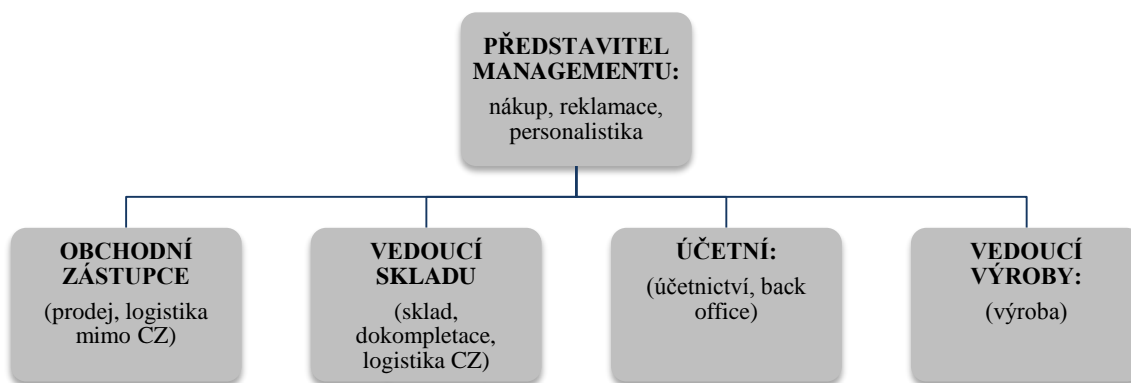 PŘEDSTAVITEL
MANAGEMENTU:
nákup, reklamace,
personalistika
OBCHODNÍ
ZÁSTUPCE
(prodej, logistika
mimo CZ)
VEDOUCÍ
SKLADU
(sklad,
dokompletace,
logistika CZ)
ÚČETNÍ:
(účetnictví, back
office)
VEDOUCÍ
VÝROBY:
(výroba)